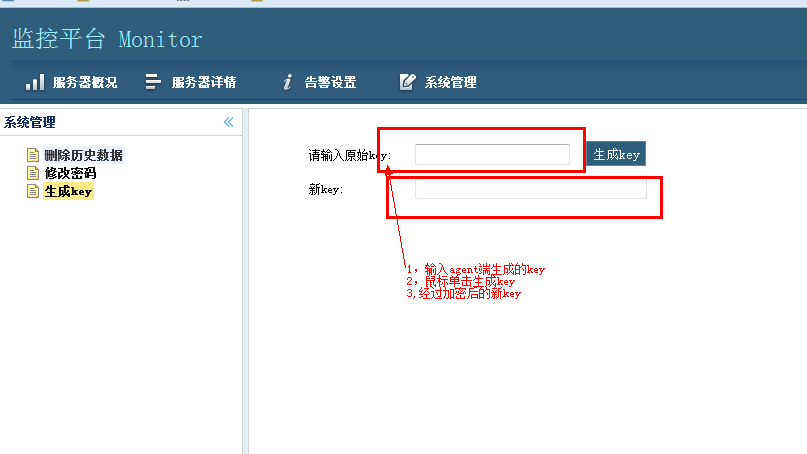 监控平台 Monitor
服务器概况 服务器详情 告警设置 系统管理
系统管理
删除历史数据
修改密码
生成key
请输入原始key: 生成key
新key:
1，输入agent端生成的key
2，鼠标单击生成key
3,经过加密后的新key